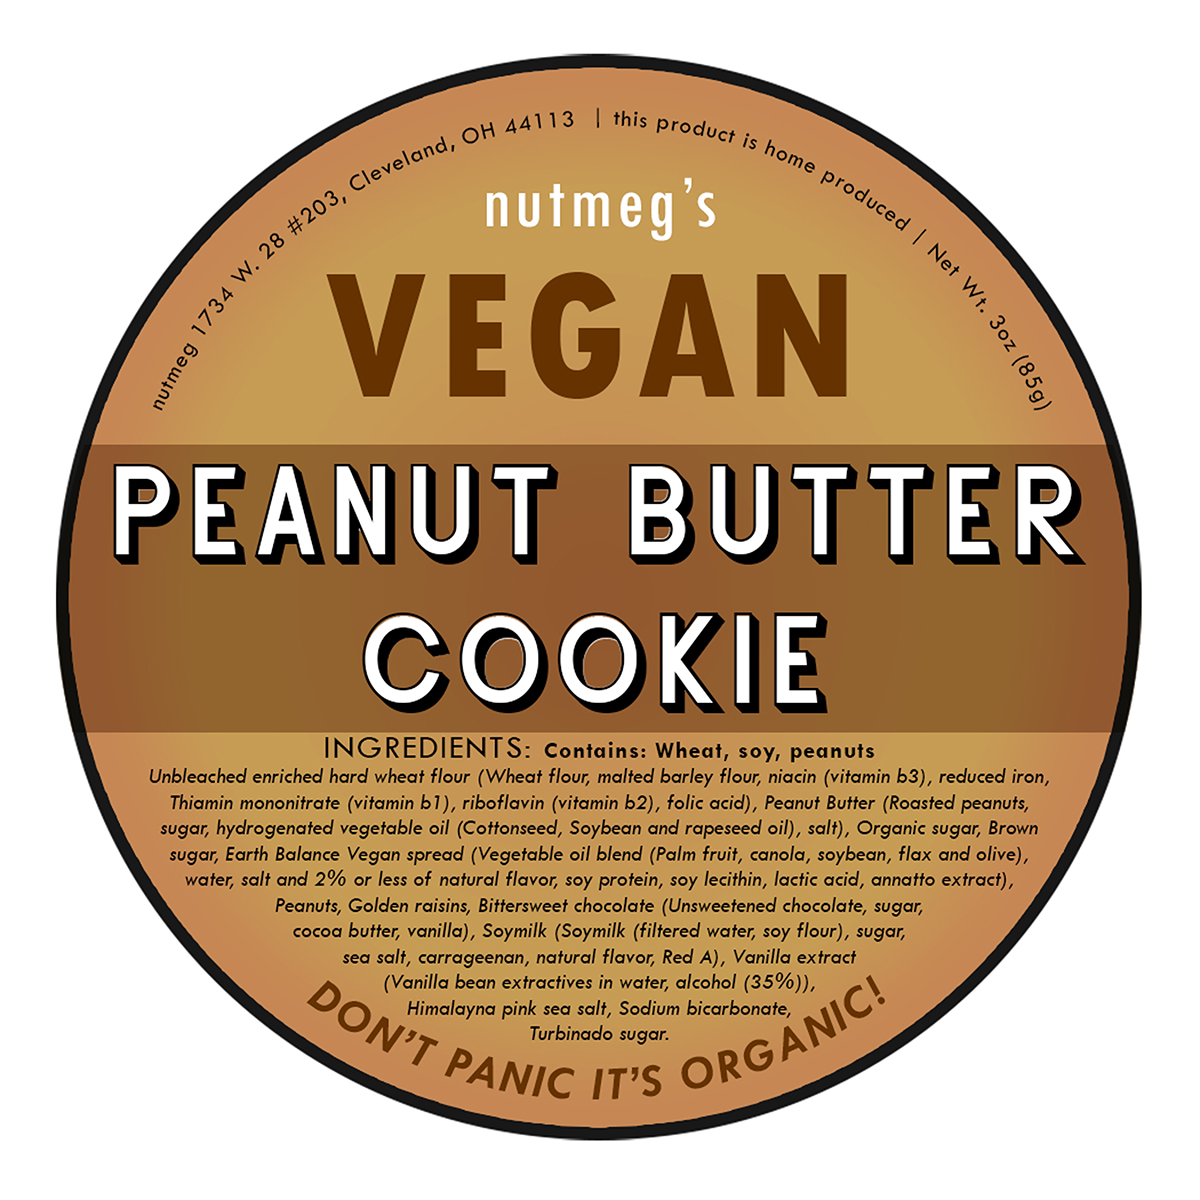 nutmeg 1734 W. 28 #203, Cleveland, OH 44113 | this product is home produced | Net Wt. 3oz (85g)
nutmeg's
VEGAN
PEANUT BUTTER
COOKIE
INGREDIENTS: Contains: Wheat, soy, peanuts
Unbleached enriched hard wheat flour (Wheat flour, malted barley flour, niacin (vitamin b3), reduced iron,
Thiamin mononitrate (vitamin b1), riboflavin (vitamin b2), folic acid), Peanut Butter (Roasted peanuts,
sugar, hydrogenated vegetable oil (Cottonseed, Soybean and rapeseed oil), salt), Organic sugar, Brown
sugar, Earth Balance Vegan spread (Vegetable oil blend (Palm fruit, canola, soybean, flax and olive),
water, salt and 2% or less of natural flavor, soy protein, soy lecithin, lactic acid, annatto extract),
Peanuts, Golden raisins, Bittersweet chocolate (Unsweetened chocolate, sugar,
cocoa butter, vanilla), Soymilk (Soymilk (filtered water, soy flour), sugar,
sea salt, carrageenan, natural flavor, Red A), Vanilla extract
(Vanilla bean extractives in water, alcohol (35%)),
Himalayna pink sea salt, Sodium bicarbonate,
Turbinado sugar.
DON'T PANIC IT'S ORGANIC!